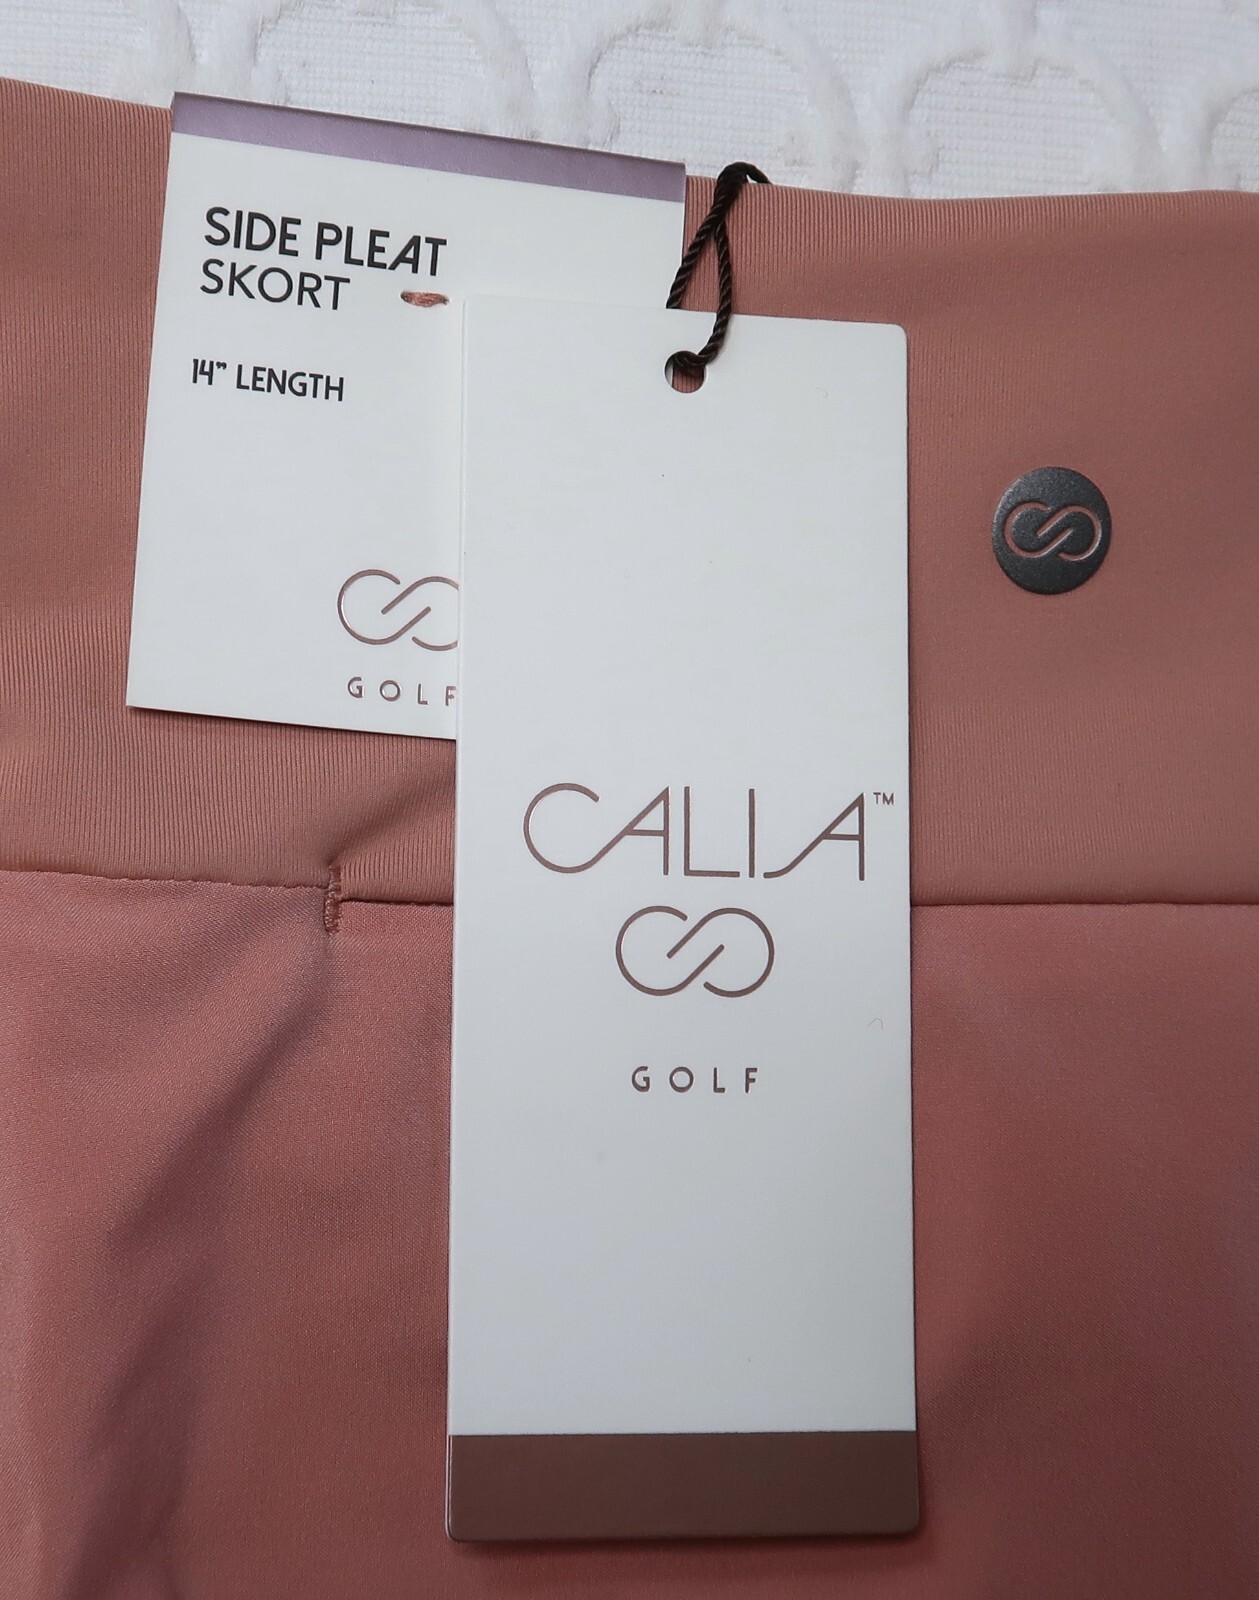 SIDE PLEAT
SKORT
14" LENGTH
GOLF
CALIA™
GOLF